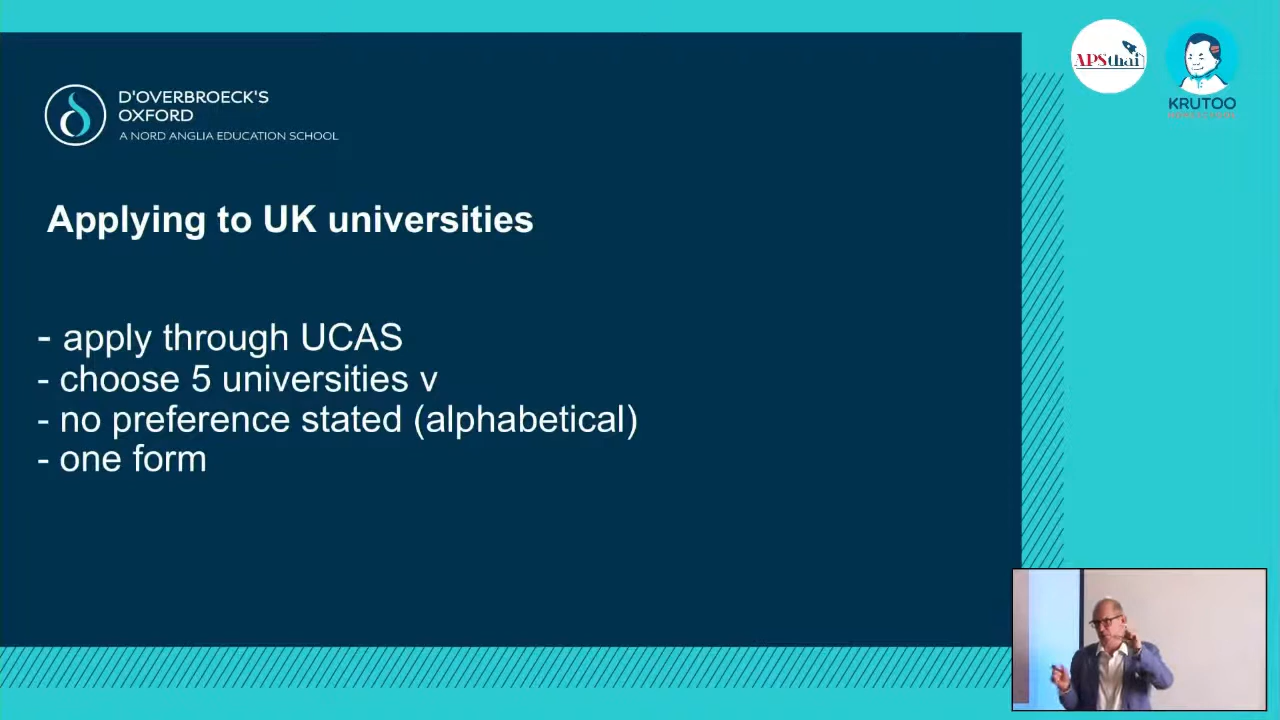 D'OVERBROECK'S
OXFORD
A NORD ANGLIA EDUCATION SCHOOL
APSthai
KRUTOO
Applying to UK universities
- apply through UCAS
- choose 5 universities v
- no preference stated (alphabetical)
- one form